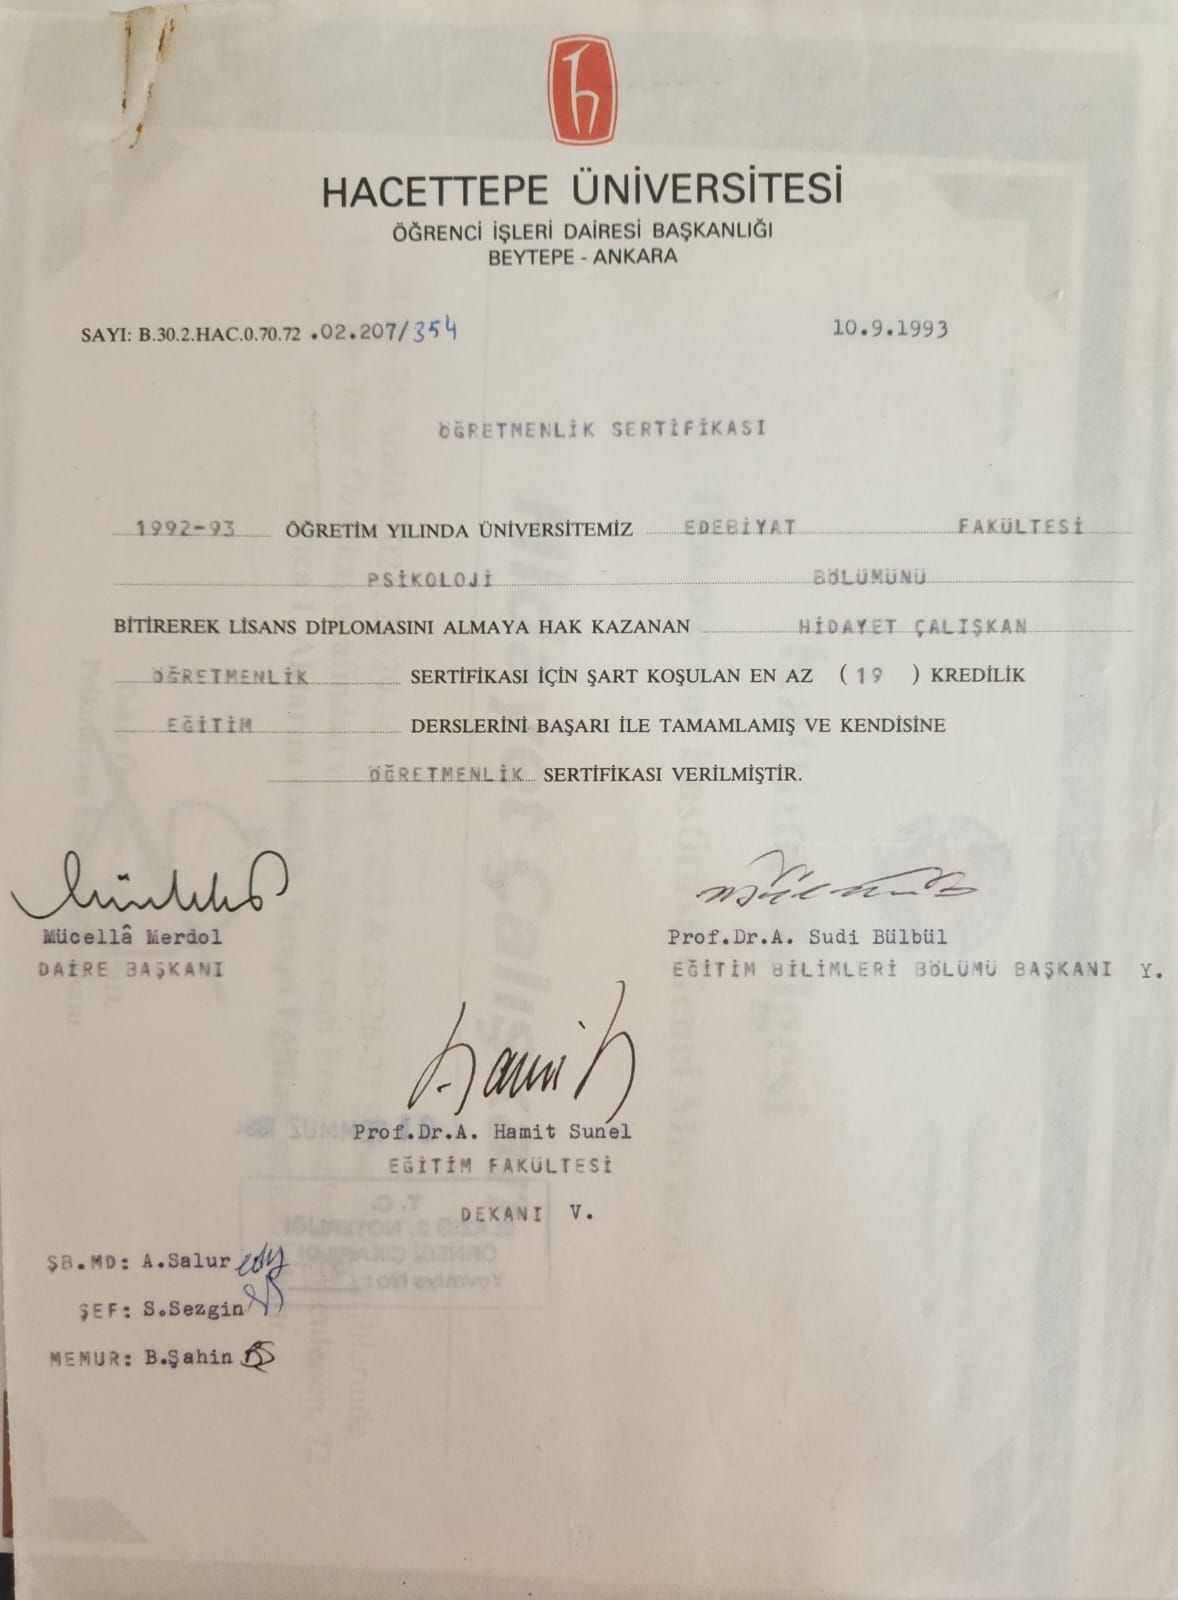 HACETTEPE ÜNİVERSİTESİ
ÖĞRENCİ İŞLERİ DAİRESİ BAŞKANLIĞI
BEYTEPE - ANKARA
SAYI: B.30.2.HAC.0.70.72 .02.207/354 10.9.1993
ÖĞRETMENLİK SERTİFİKASI
1992-93 ÖĞRETİM YILINDA ÜNİVERSİTEMİZ EDEBİYAT FAKÜLTESİ
PSİKOLOJİ BÖLÜMÜNÜ
BİTİREREK LİSANS DİPLOMASINI ALMAYA HAK KAZANAN HİDAYET ÇALIŞKAN
ÖĞRETMENLİK SERTİFİKASI İÇİN ŞART KOŞULAN EN AZ ( 19 ) KREDİLİK
EĞİTİM DERSLERİNİ BAŞARI İLE TAMAMLAMIŞ VE KENDİSİNE
ÖĞRETMENLİK SERTİFİKASI VERİLMİŞTİR.
Mücellâ Merdol Prof.Dr.A. Sudi Bülbül
DAİRE BAŞKANI EĞİTİM BİLİMLERİ BÖLÜMÜ BAŞKANI Y.
Prof.Dr.A. Hamit Sunel
EĞİTİM FAKÜLTESİ
DEKANI V.
ŞB.MD: A.Salur
ŞEF: S.Sezgin
MEMUR: B.Şahin